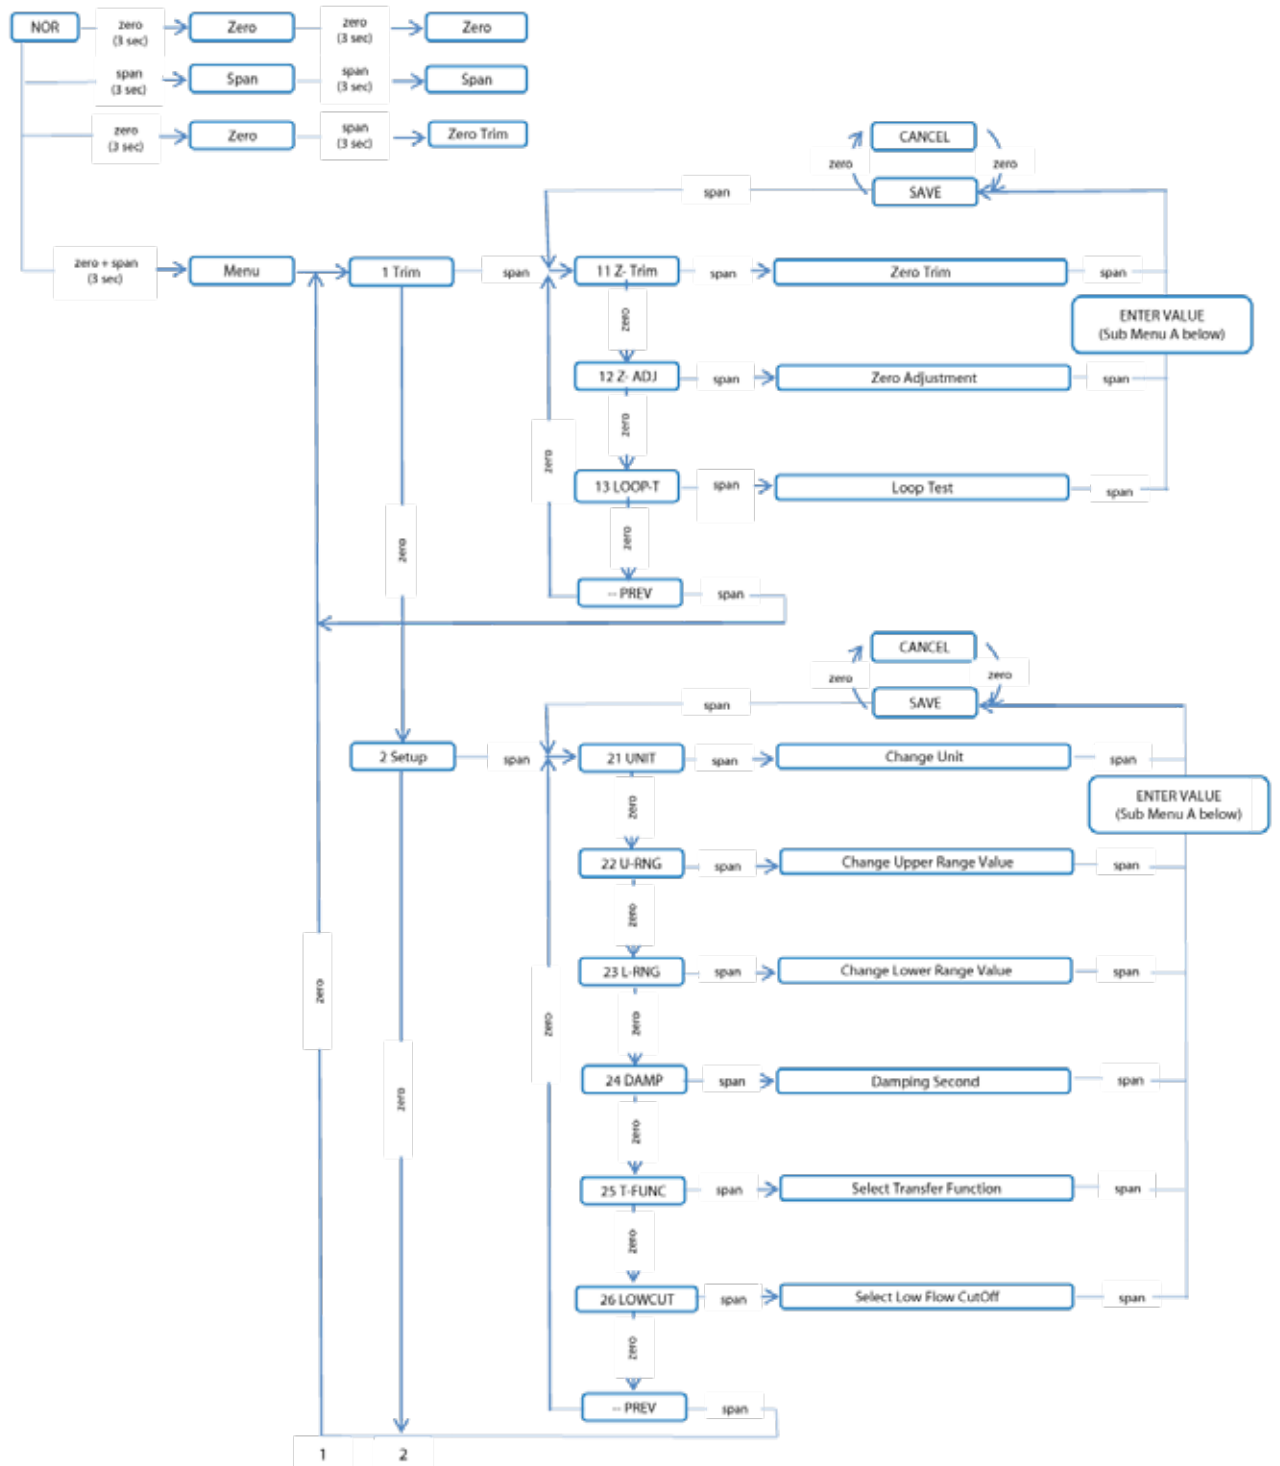 NOR
zero
(3 sec)
Zero
zero
(3 sec)
Zero
span
(3 sec)
Span
span
(3 sec)
Span
zero
(3 sec)
Zero
span
(3 sec)
Zero Trim
CANCEL
zero
zero
SAVE
span
zero + span
(3 sec)
Menu
1 Trim
span
11 Z- Trim
span
Zero Trim
span
zero
ENTER VALUE
(Sub Menu A below)
12 Z- ADJ
span
Zero Adjustment
span
zero
zero
13 LOOP-T
span
Loop Test
span
zero
zero
-- PREV
span
CANCEL
zero
zero
SAVE
span
2 Setup
span
21 UNIT
span
Change Unit
span
zero
ENTER VALUE
(Sub Menu A below)
22 U-RNG
span
Change Upper Range Value
span
zero
23 L-RNG
span
Change Lower Range Value
span
zero
zero
zero
24 DAMP
span
Damping Second
span
zero
zero
25 T-FUNC
span
Select Transfer Function
span
zero
26 LOWCUT
span
Select Low Flow CutOff
span
zero
-- PREV
span
1
2